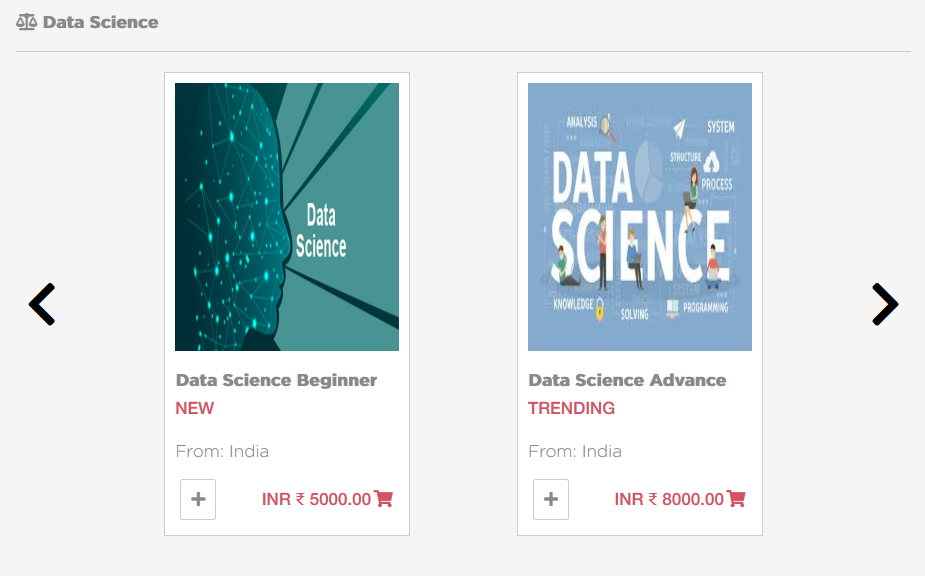 Data Science
Data
Science
ANALYSIS
SYSTEM
STRUCTURE
DATA
PROCESS
SCIENCE
SYSTEM
KNOWLEDGE
SOLVING
PROGRAMMING
Data Science Beginner
NEW
From: India
+
INR ₹ 5000.00
Data Science Advance
TRENDING
From: India
+
INR ₹ 8000.00